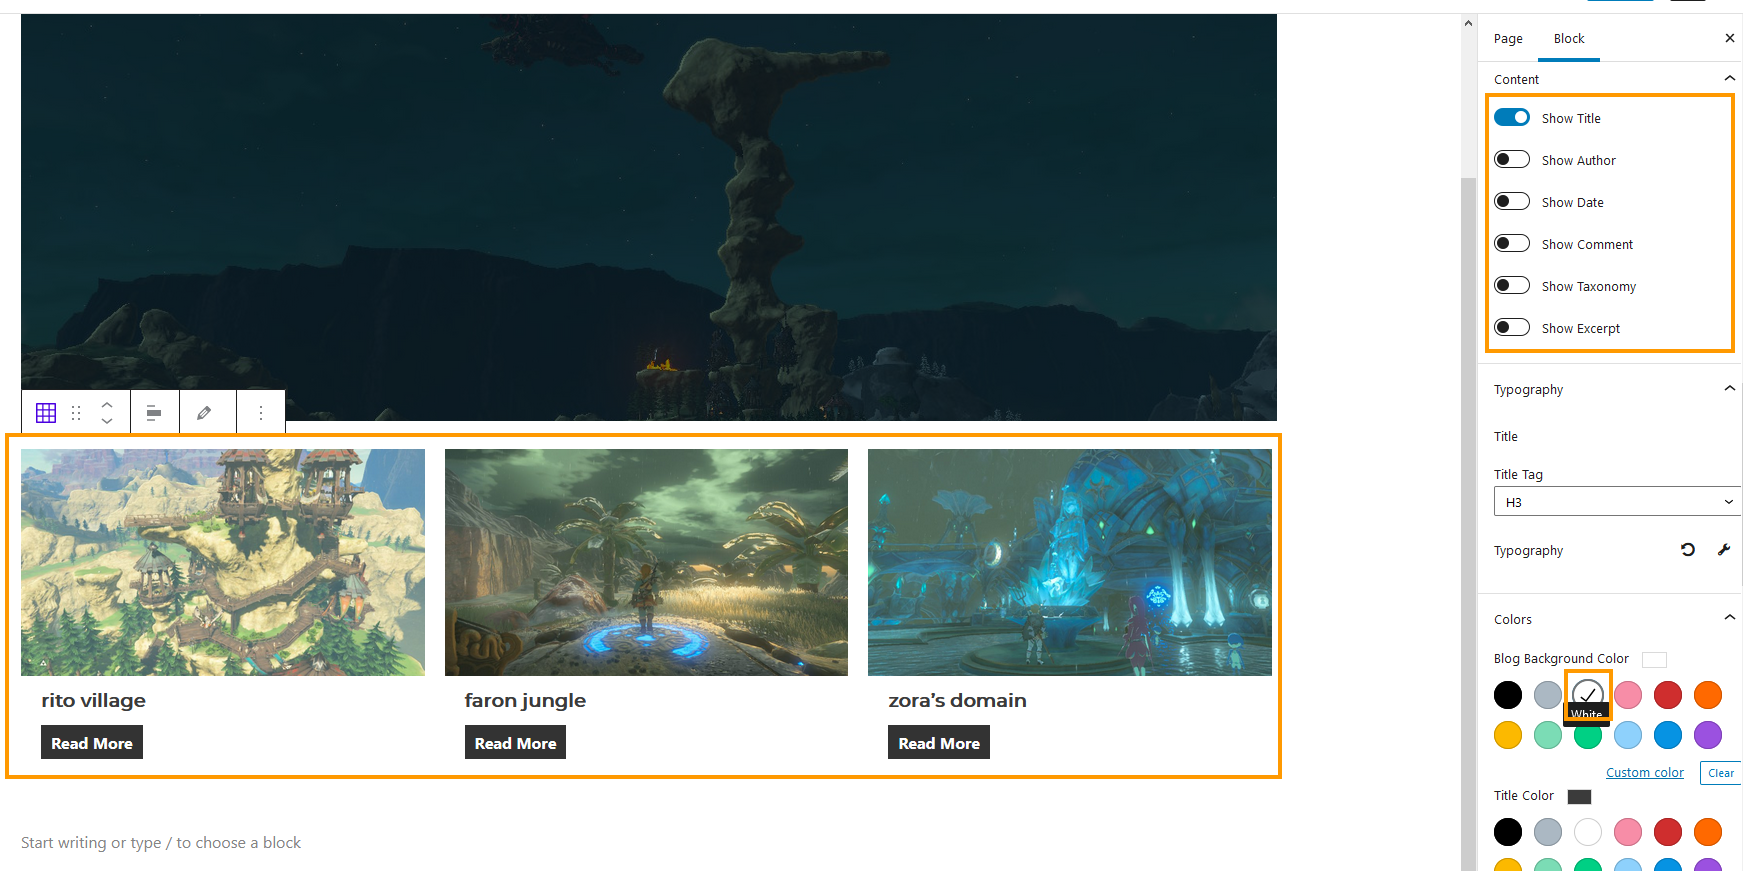 Page Block
Content
Show Title
Show Author
Show Date
Show Comment
Show Taxonomy
Show Excerpt
Typography
Title
Title Tag
H3
Typography
Colors
Blog Background Color
White
Custom color Clear
Title Color
rito village faron jungle zora’s domain
Read More Read More Read More
Start writing or type / to choose a block